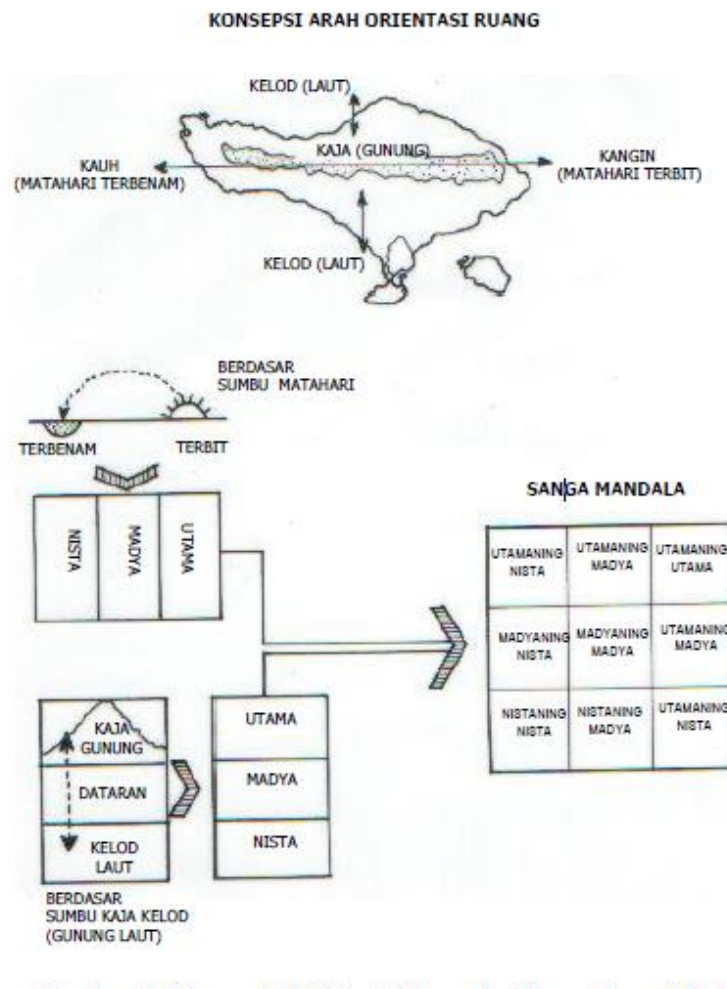 KONSEPSI ARAH ORIENTASI RUANG
KELOD (LAUT)
KAJA (GUNUNG)
KAUH
(MATAHARI TERBENAM)
KANGIN
(MATAHARI TERBIT)
KELOD (LAUT)
BERDASAR
SUMBU MATAHARI
TERBENAM
TERBIT
NISTA
MADYA
UTAMA
SANGA MANDALA
UTAMANING
NISTA
UTAMANING
MADYA
UTAMANING
UTAMA
MADYANING
NISTA
MADYANING
MADYA
UTAMANING
MADYA
NISTANING
NISTA
NISTANING
MADYA
UTAMANING
NISTA
KAJA
GUNUNG
DATARAN
KELOD
LAUT
UTAMA
MADYA
NISTA
BERDASAR
SUMBU KAJA KELOD
(GUNUNG LAUT)